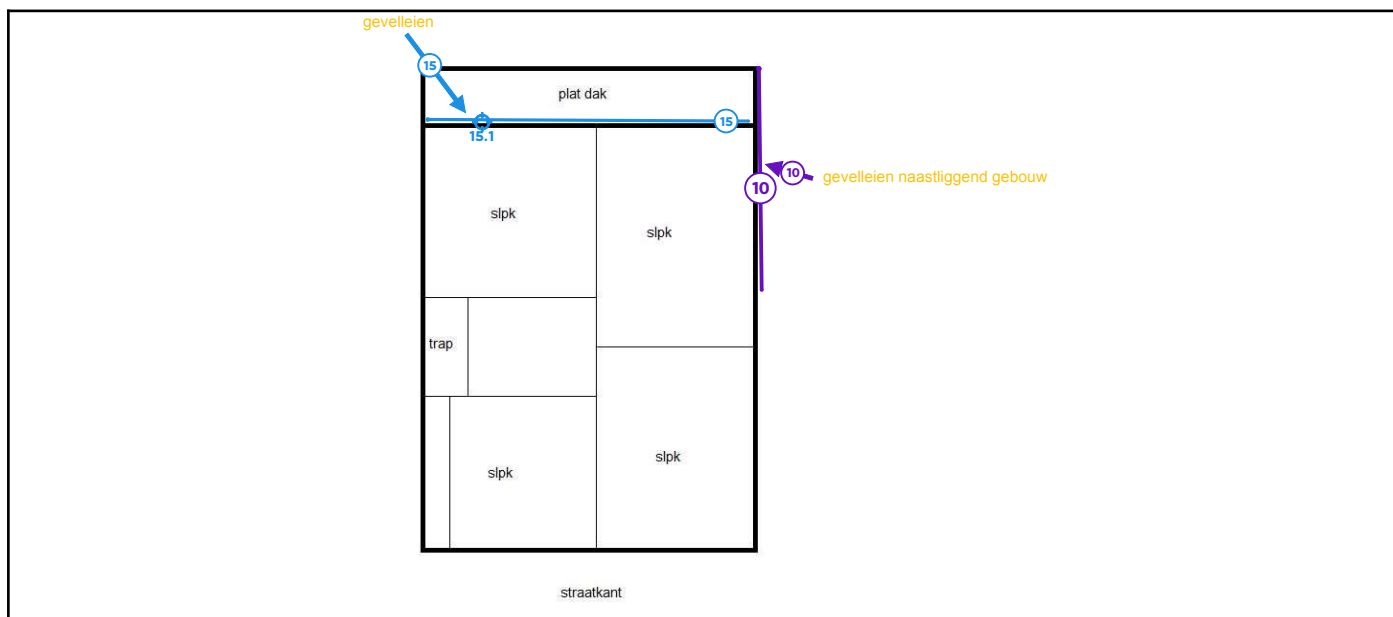 gevelleien
15
plat dak
15
15.1
10
10
gevelleien naastliggend gebouw
slpk
slpk
trap
slpk
slpk
straatkant